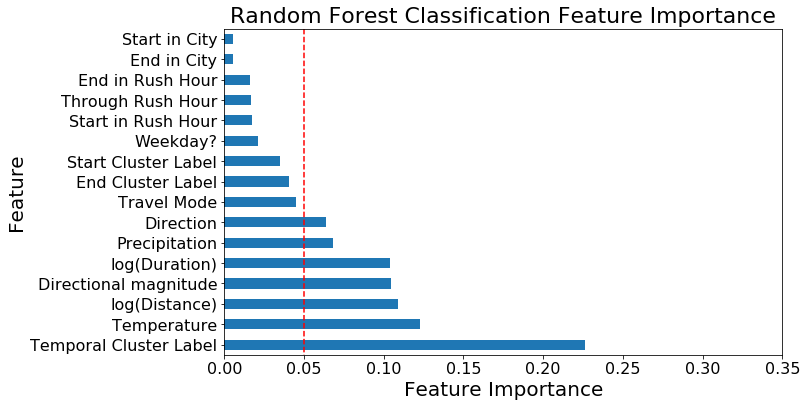 Random Forest Classification Feature Importance
Feature
Start in City
End in City
End in Rush Hour
Through Rush Hour
Start in Rush Hour
Weekday?
Start Cluster Label
End Cluster Label
Travel Mode
Direction
Precipitation
log(Duration)
Directional magnitude
log(Distance)
Temperature
Temporal Cluster Label
0.00 0.05 0.10 0.15 0.20 0.25 0.30 0.35
Feature Importance